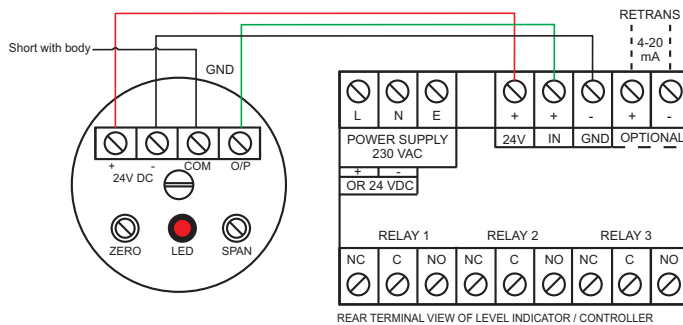 RETRANS
Short with body
4-20
mA
GND
L N E + + - + -
24V IN GND OPTIONAL
POWER SUPPLY
230 VAC
+ -
OR 24 VDC
+ - COM O/P
24V DC
ZERO LED SPAN
RELAY 1 RELAY 2 RELAY 3
NC C NO NC C NO NC C NO
REAR TERMINAL VIEW OF LEVEL INDICATOR / CONTROLLER